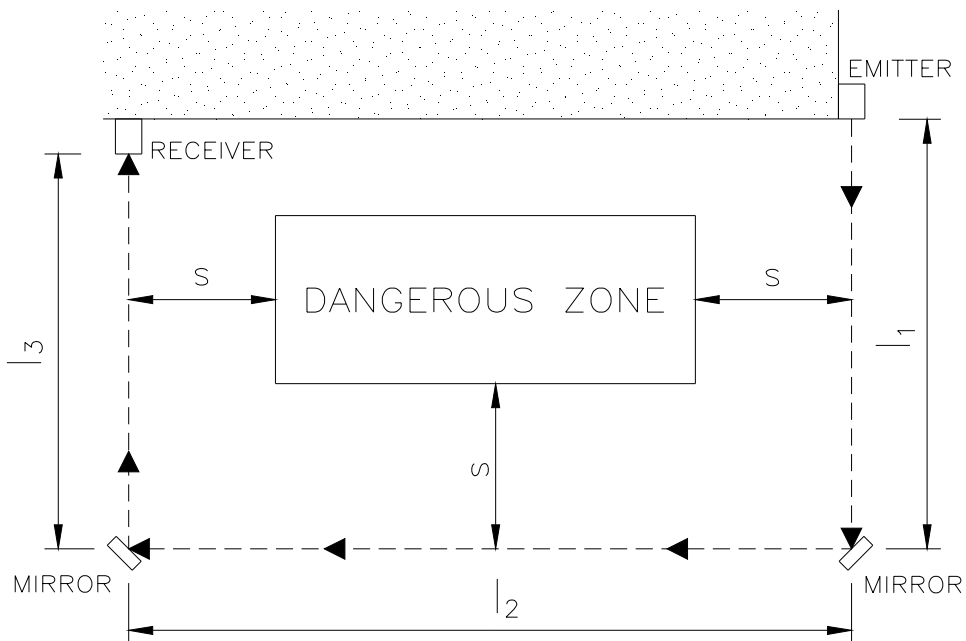 EMITTER
RECEIVER
S
S
DANGEROUS ZONE
l3
l1
S
MIRROR
MIRROR
l2